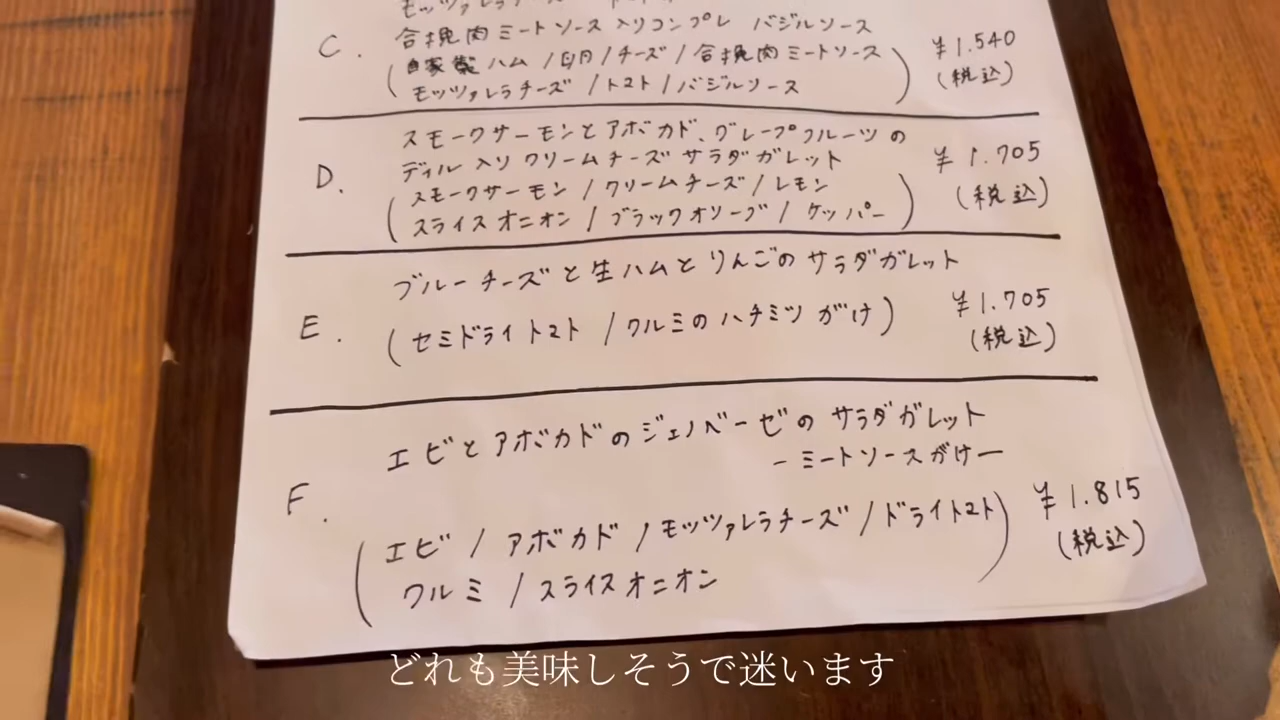 モッツァレラチーズ
C. 合挽肉ミートソース入りコンプレ バジルソース ¥1.540
(自家製ハム/卵/チーズ/合挽肉ミートソース (税込)
モッツァレラチーズ/トマト/バジルソース)
スモークサーモンとアボカド、グレープフルーツの
D. ディル入りクリームチーズサラダガレット ¥1.705
(スモークサーモン/クリームチーズ/レモン (税込)
スライスオニオン/ブラックオリーブ/ケッパー)
ブルーチーズと生ハムとりんごのサラダガレット
E. (セミドライトマト/クルミのハチミツがけ) ¥1.705
(税込)
エビとアボカドのジェノベーゼのサラダガレット
ーミートソースがけー
F. ¥1.815
(エビ/アボカド/モッツァレラチーズ/ドライトマト (税込)
クルミ/スライスオニオン)
どれも美味しそうで迷います